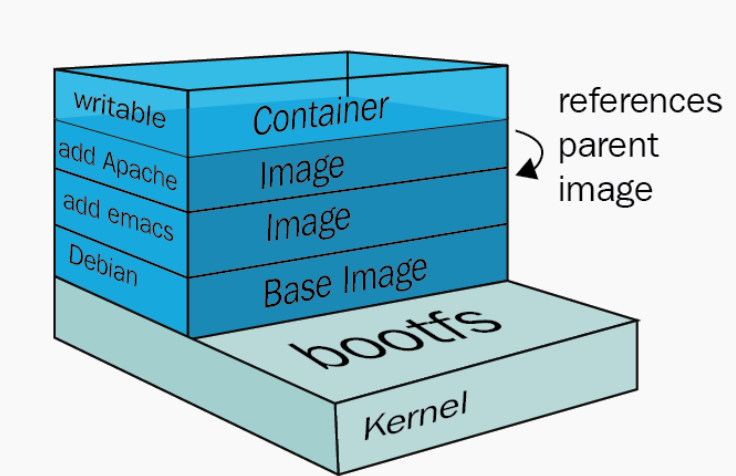 writable
Container
references
parent
image
add Apache
Image
add emacs
Image
Debian
Base Image
bootfs
Kernel